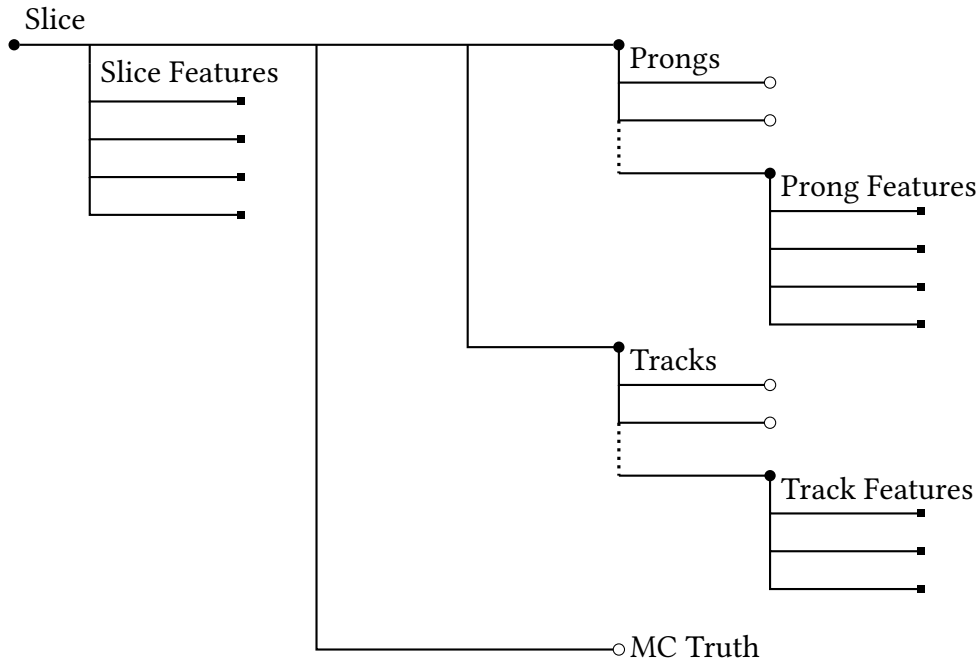 Slice
Slice Features
Prongs
Prong Features
Tracks
Track Features
MC Truth